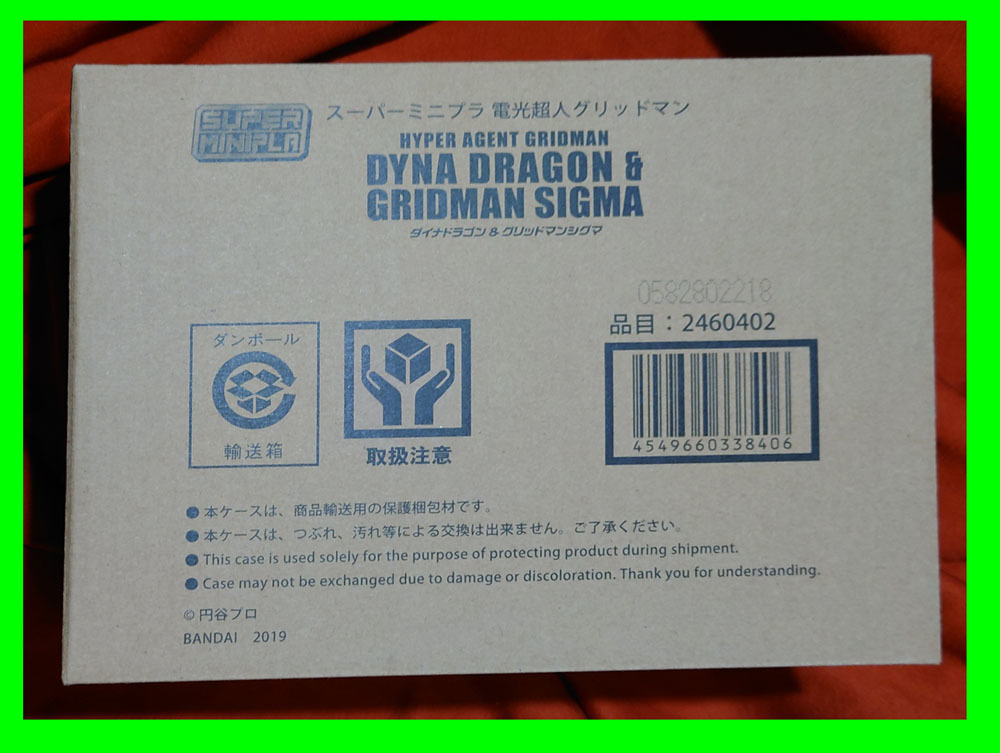 SUPER
MINIPLA
スーパーミニプラ 電光超人グリッドマン
HYPER AGENT GRIDMAN
DYNA DRAGON &
GRIDMAN SIGMA
ダイナドラゴン & グリッドマンシグマ
0582802218
品目:2460402
4549660338406
ダンボール
輸送箱
取扱注意
● 本ケースは、商品輸送用の保護梱包材です。
● 本ケースは、つぶれ、汚れ等による交換は出来ません。ご了承ください。
● This case is used solely for the purpose of protecting product during shipment.
● Case may not be exchanged due to damage or discoloration. Thank you for understanding.
© 円谷プロ
BANDAI 2019